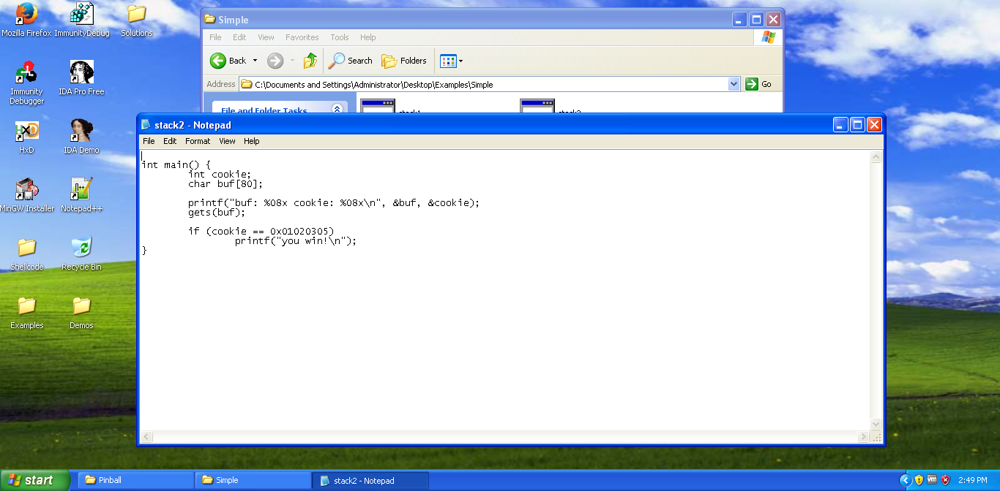 Mozilla Firefox
ImmunityDebug
Solutions
Immunity
Debugger
IDA Pro Free
HxD
IDA Demo
MinGW Installer
Notepad++
Shellcode
Recycle Bin
Examples
Demos
Simple
File Edit View Favorites Tools Help
Back Search Folders
Address C:\Documents and Settings\Administrator\Desktop\Examples\Simple Go
File and Folder Tasks
stack1
stack2 - Notepad
File Edit Format View Help
int main() {
int cookie;
char buf[80];
printf("buf: %08x cookie: %08x\n", &buf, &cookie);
gets(buf);
if (cookie == 0x01020305)
printf("you win!\n");
}
start Pinball Simple stack2 - Notepad 2:49 PM